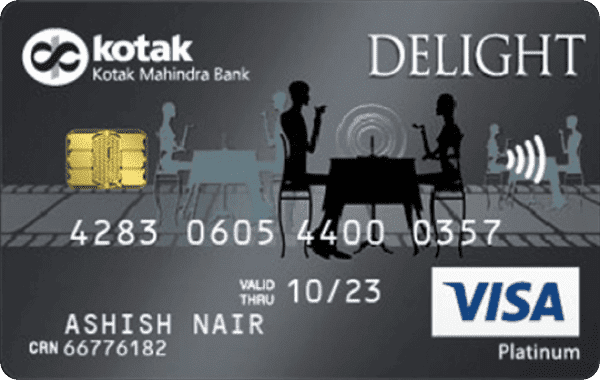 kotak
Kotak Mahindra Bank
DELIGHT
4283 0605 4400 0357
VALID THRU 10/23
ASHISH NAIR
CRN 66776182
VISA
Platinum